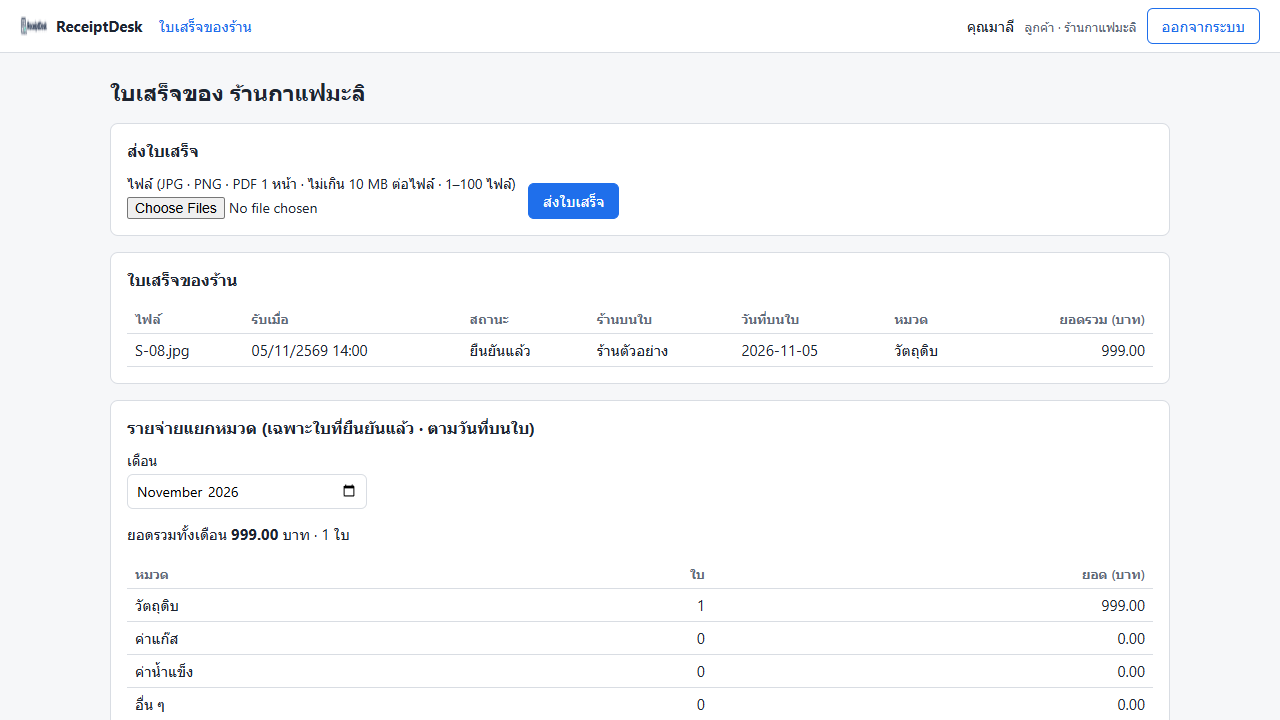 ReceiptDesk ใบเสร็จของร้าน คุณมาลี ลูกค้า · ร้านกาแฟมะลิ ออกจากระบบ
ใบเสร็จของ ร้านกาแฟมะลิ
ส่งใบเสร็จ
ไฟล์ (JPG · PNG · PDF 1 หน้า · ไม่เกิน 10 MB ต่อไฟล์ · 1–100 ไฟล์)
Choose Files No file chosen ส่งใบเสร็จ
ใบเสร็จของร้าน
ไฟล์ รับเมื่อ สถานะ ร้านบนใบ วันที่บนใบ หมวด ยอดรวม (บาท)
S-08.jpg 05/11/2569 14:00 ยืนยันแล้ว ร้านตัวอย่าง 2026-11-05 วัตถุดิบ 999.00
รายจ่ายแยกหมวด (เฉพาะใบที่ยืนยันแล้ว · ตามวันที่บนใบ)
เดือน
November 2026
ยอดรวมทั้งเดือน 999.00 บาท · 1 ใบ
หมวด ใบ ยอด (บาท)
วัตถุดิบ 1 999.00
ค่าแก๊ส 0 0.00
ค่าน้ำแข็ง 0 0.00
อื่น ๆ 0 0.00